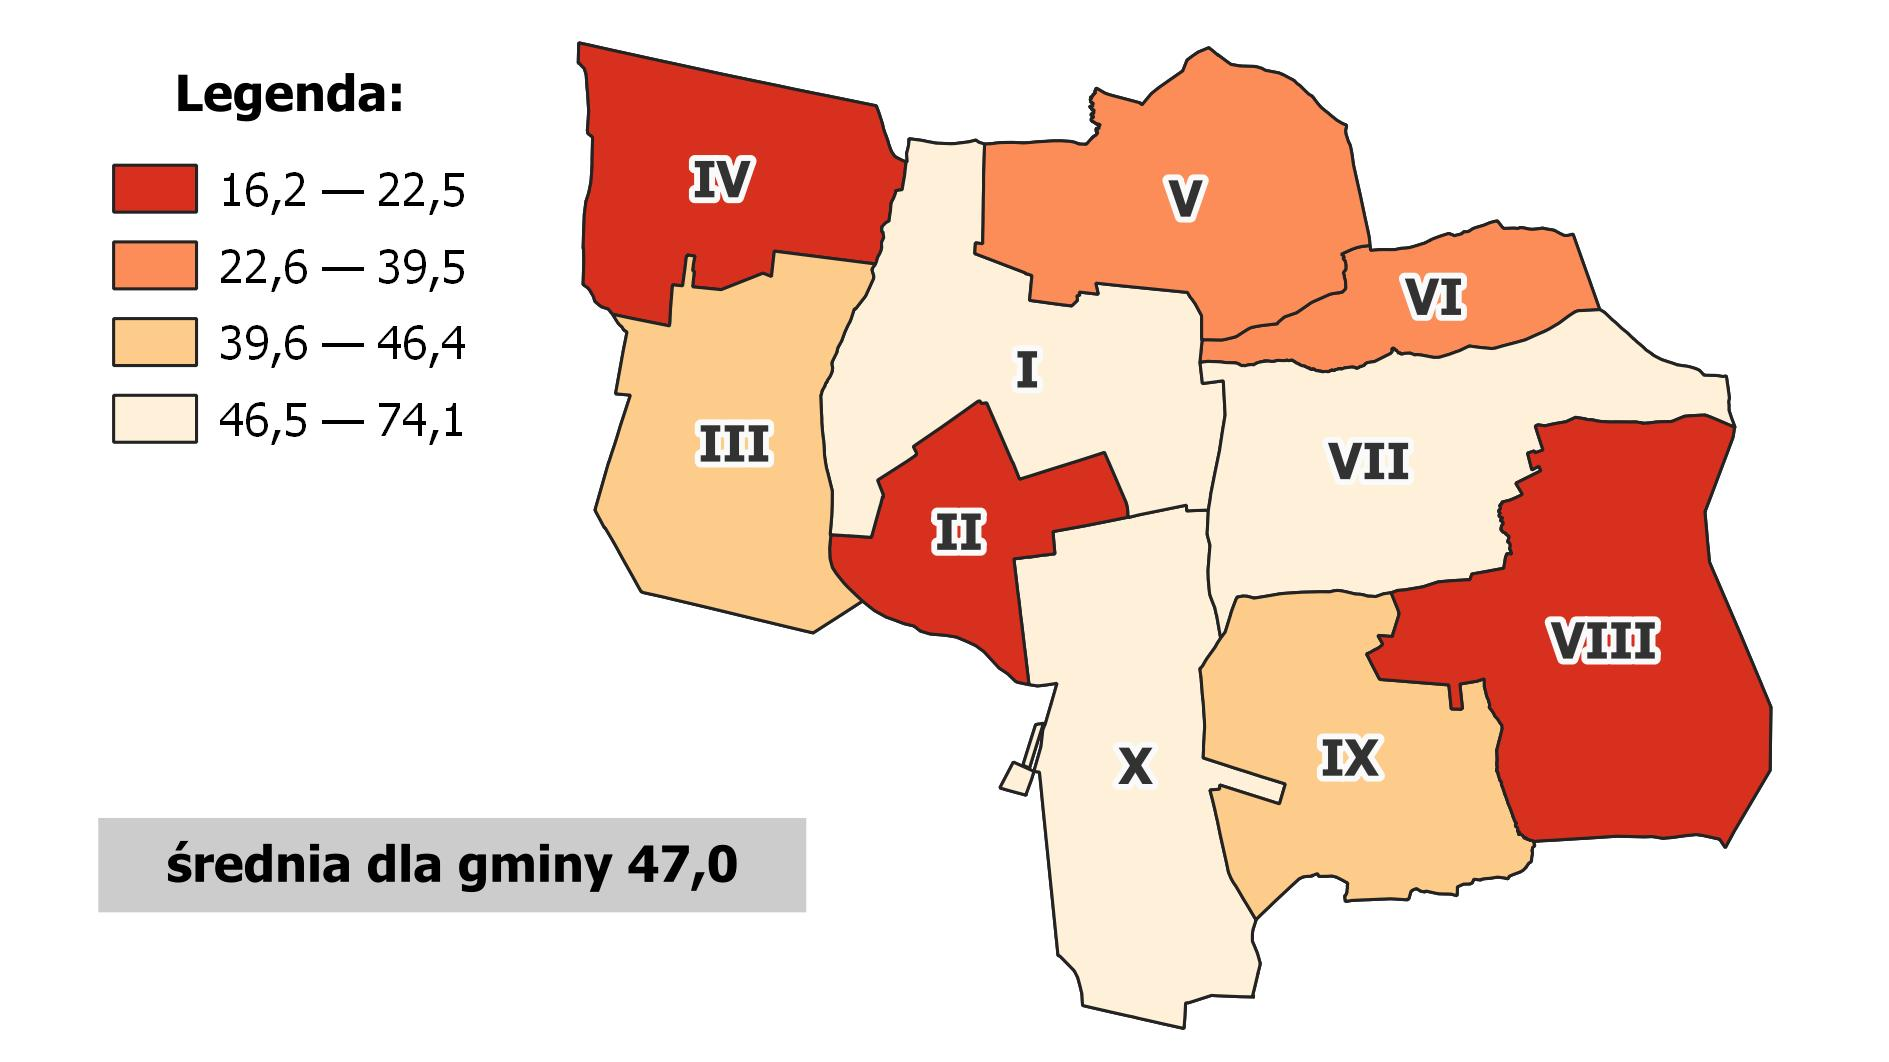 Legenda:
16,2 — 22,5
22,6 — 39,5
39,6 — 46,4
46,5 — 74,1
IV
V
VI
I
III
VII
II
VIII
IX
X
średnia dla gminy 47,0